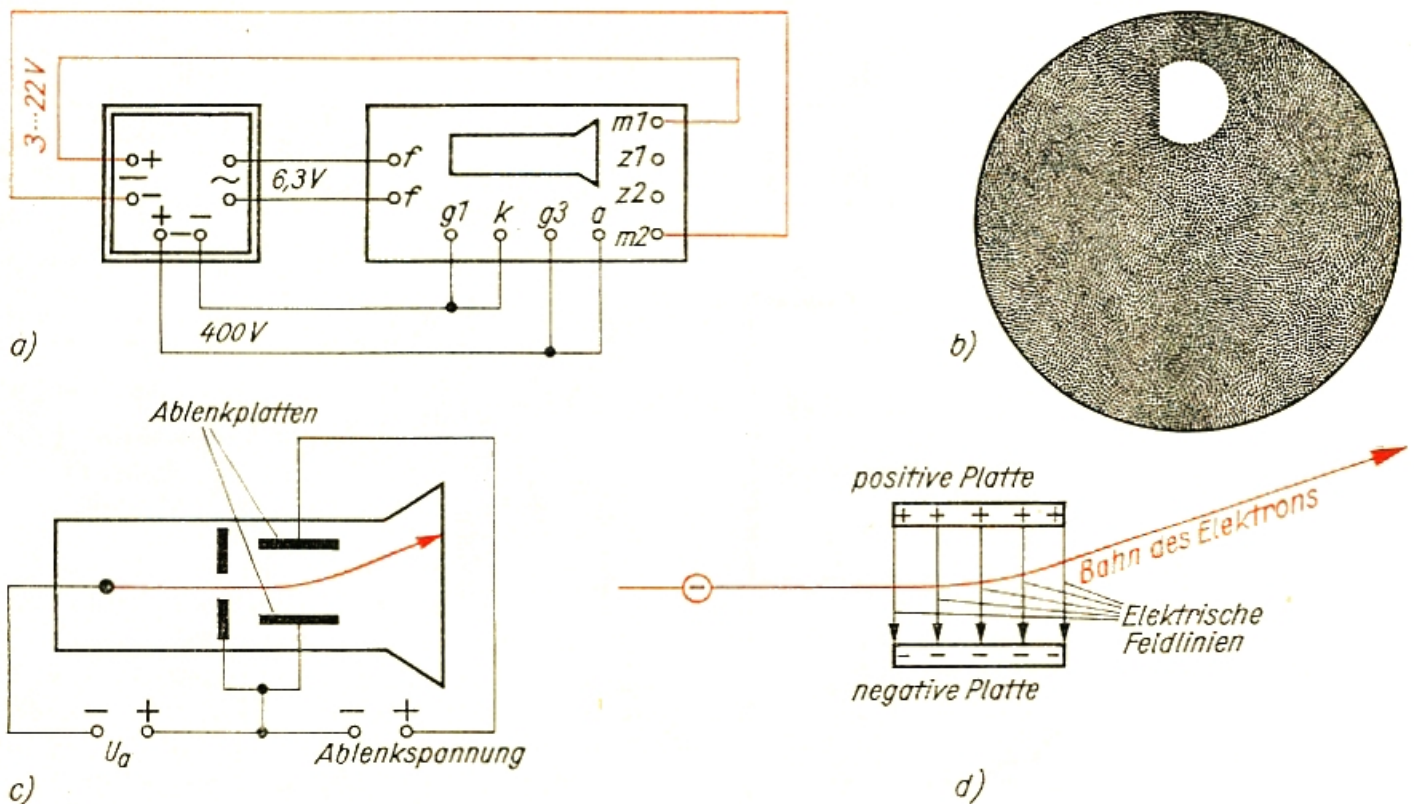 3...22V
+
−
+ −
∼
6,3V
f
f
g1 k g3 a
m1
z1
z2
m2
400V
a)
b)
Ablenkplatten
− +
Ua
− +
Ablenkspannung
c)
positive Platte
+ + + + +
−
Bahn des Elektrons
Elektrische
Feldlinien
− − − − −
negative Platte
d)